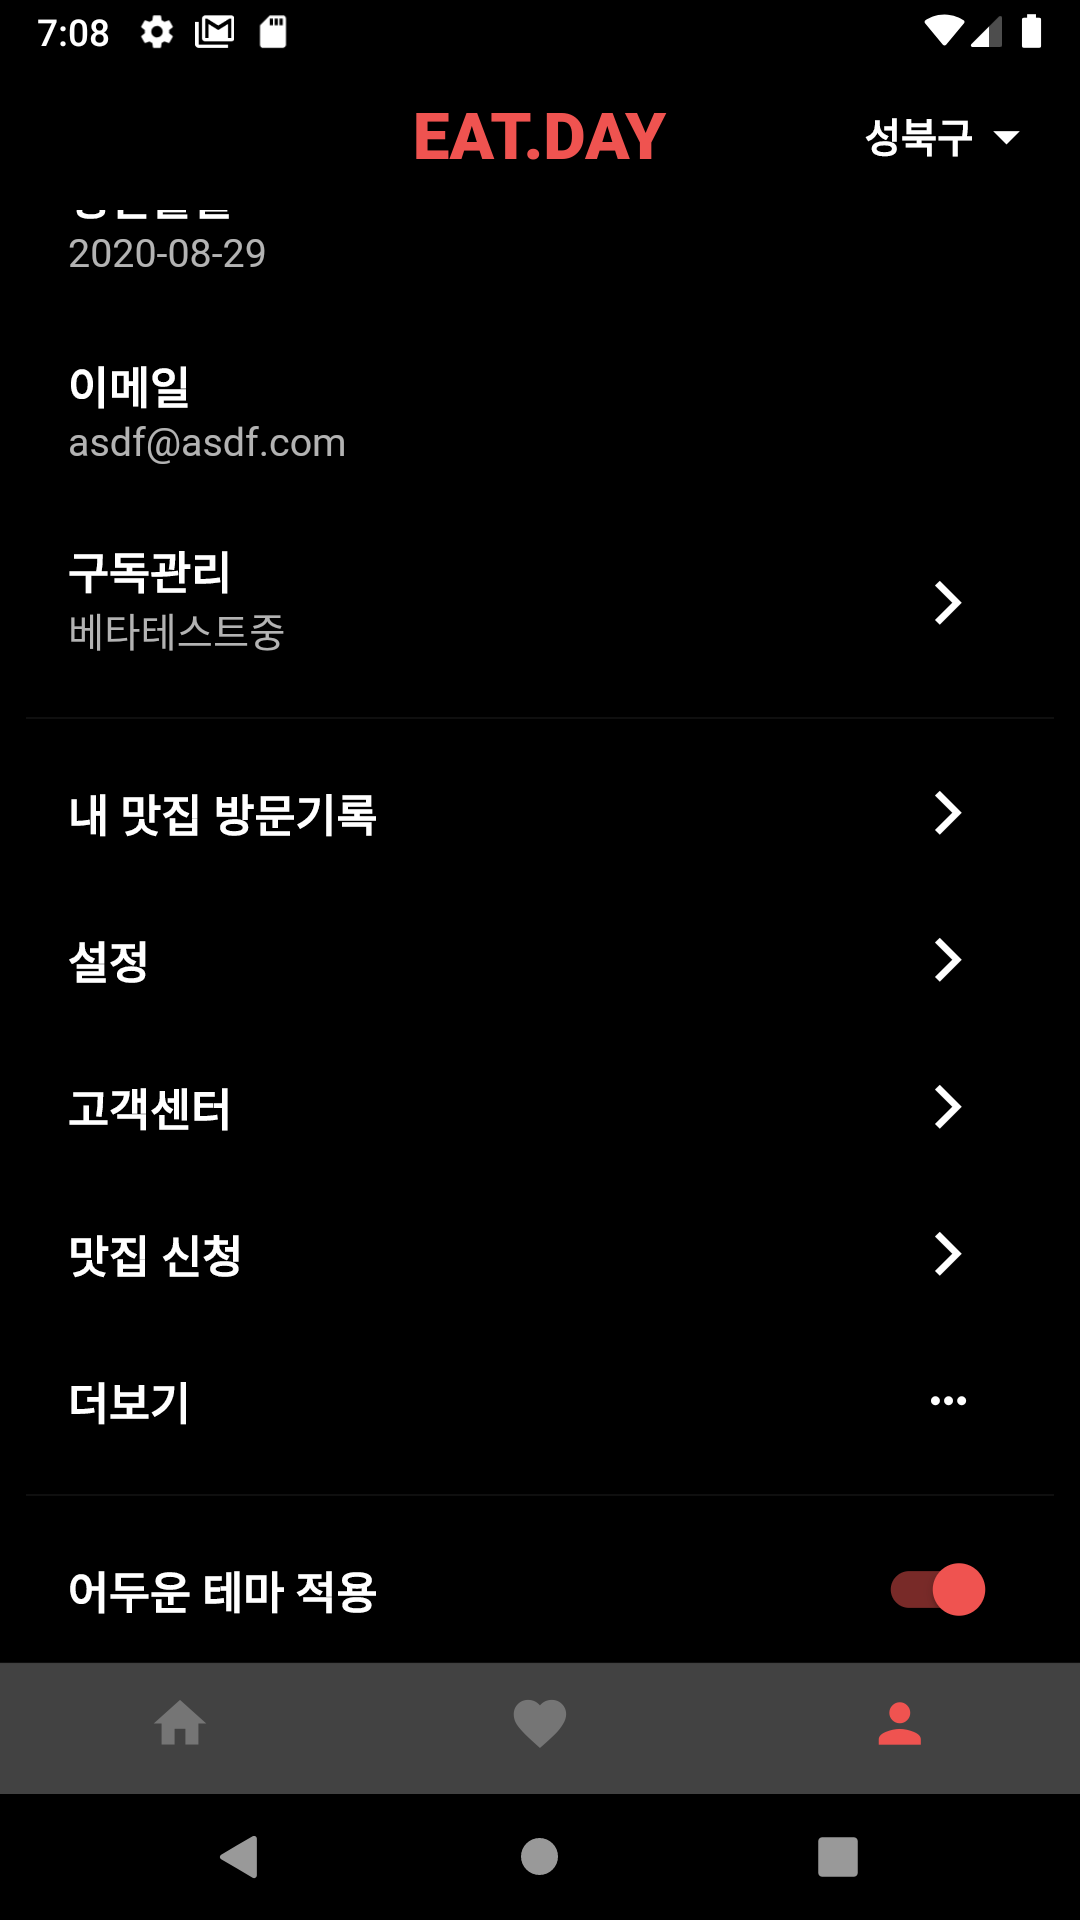 7:08
EAT.DAY
성북구
2020-08-29
이메일
asdf@asdf.com
구독관리
베타테스트중
내 맛집 방문기록
설정
고객센터
맛집 신청
더보기
어두운 테마 적용